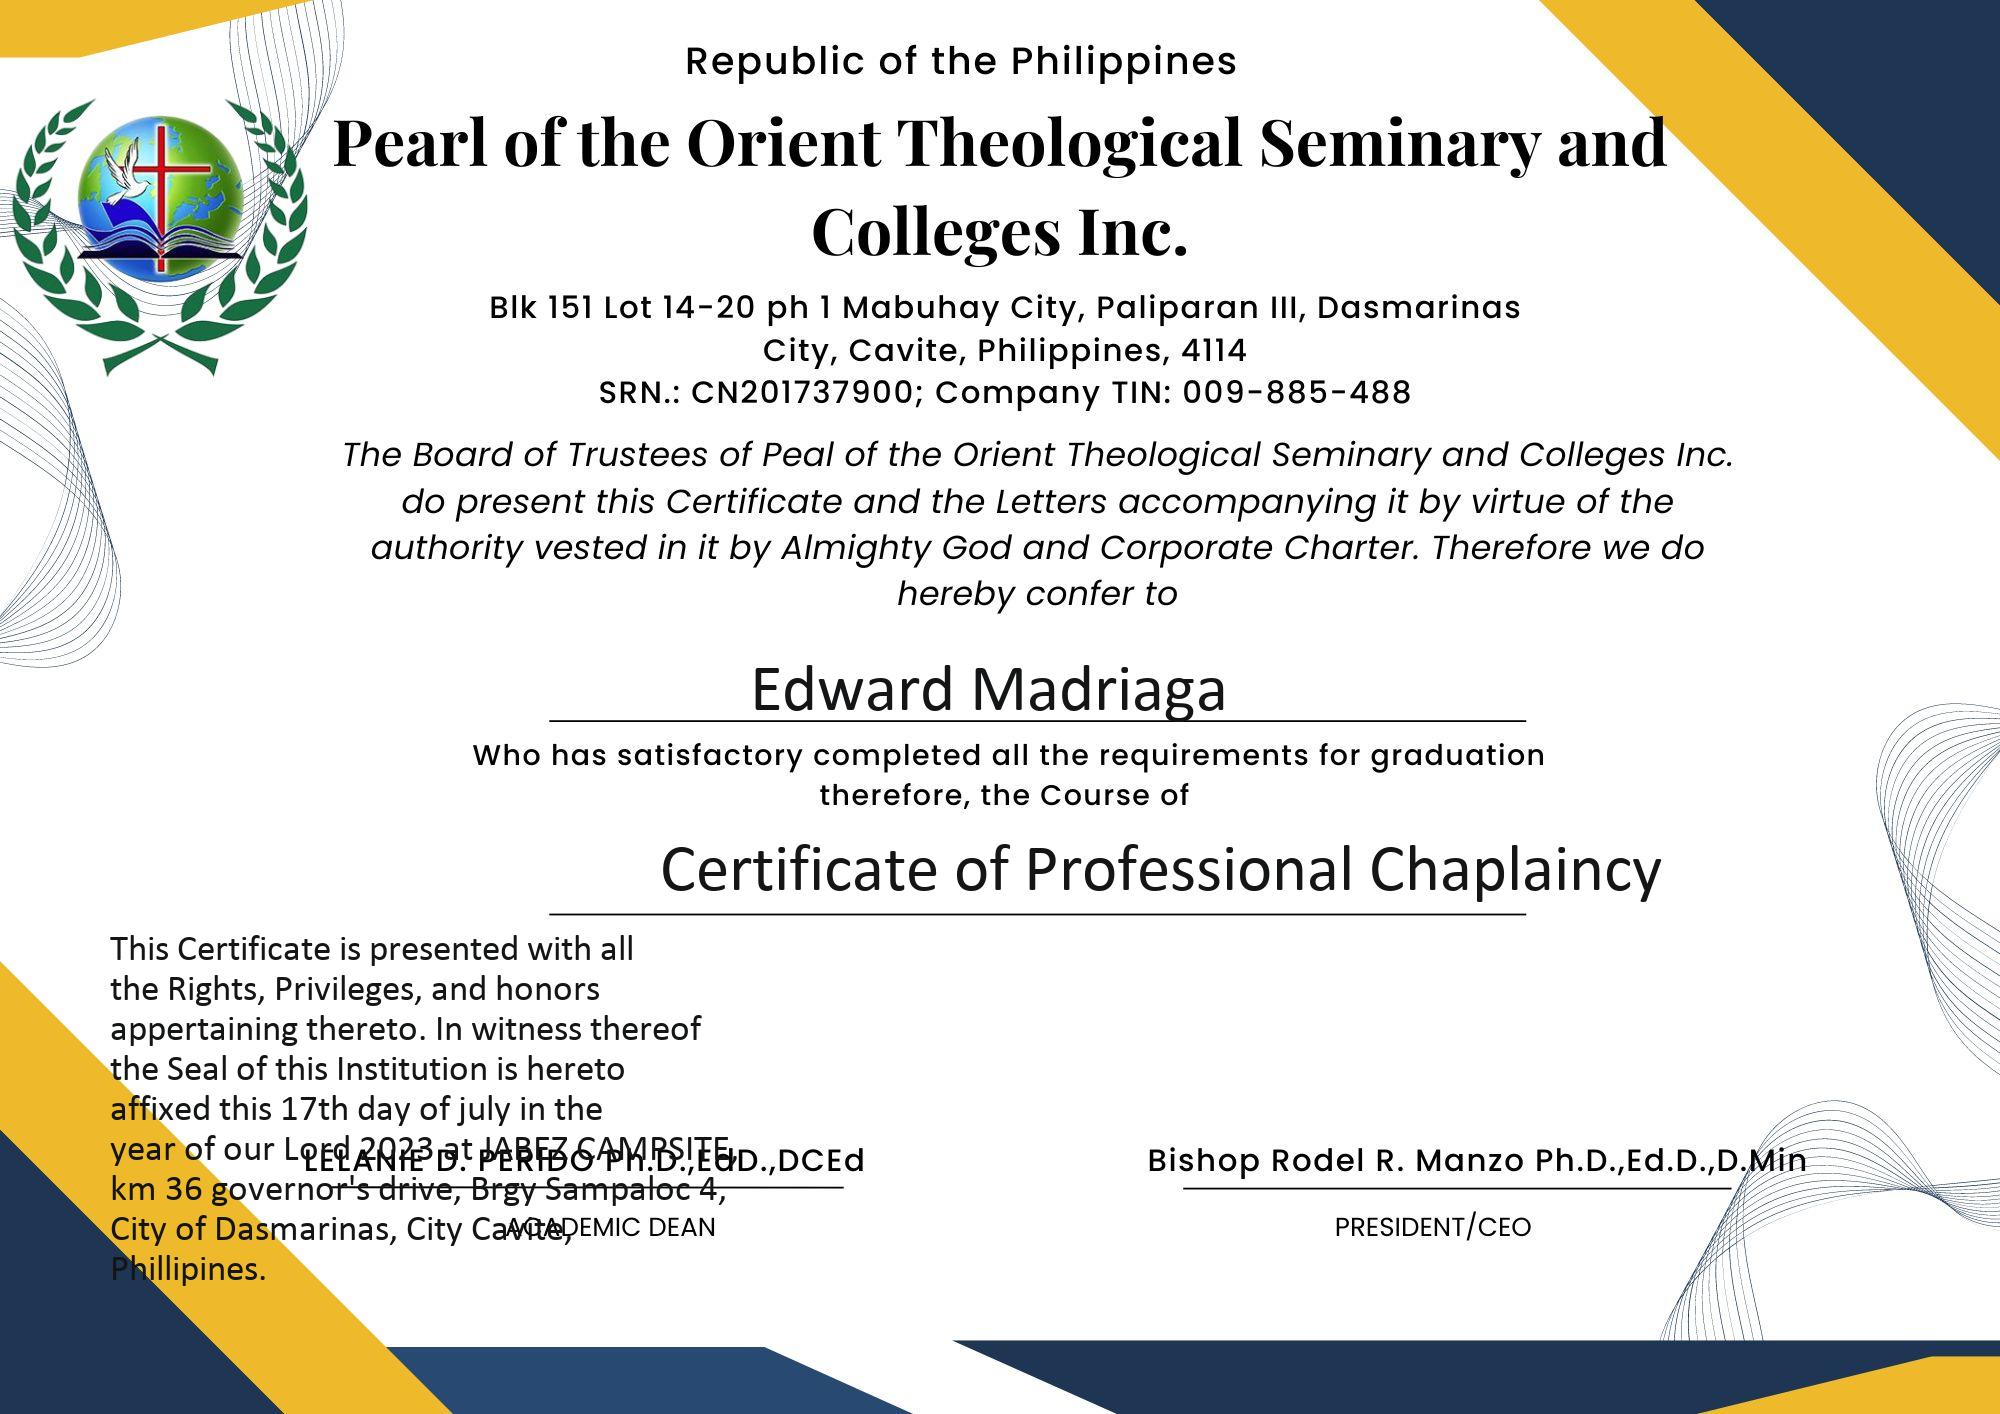 Republic of the Philippines
Pearl of the Orient Theological Seminary and
Colleges Inc.
Blk 151 Lot 14-20 ph 1 Mabuhay City, Paliparan III, Dasmarinas
City, Cavite, Philippines, 4114
SRN.: CN201737900; Company TIN: 009-885-488
The Board of Trustees of Peal of the Orient Theological Seminary and Colleges Inc.
do present this Certificate and the Letters accompanying it by virtue of the
authority vested in it by Almighty God and Corporate Charter. Therefore we do
hereby confer to
Edward Madriaga
Who has satisfactory completed all the requirements for graduation
therefore, the Course of
Certificate of Professional Chaplaincy
This Certificate is presented with all
the Rights, Privileges, and honors
appertaining thereto. In witness thereof
the Seal of this Institution is hereto
affixed this 17th day of july in the
year of our Lord 2023 at JABEZ CAMPSITE,
km 36 governor's drive, Brgy Sampaloc 4,
City of Dasmarinas, City Cavite,
Phillipines.
LELANIE D. PERIDO Ph.D.,EdD.,DCEd
ACADEMIC DEAN
Bishop Rodel R. Manzo Ph.D.,Ed.D.,D.Min
PRESIDENT/CEO